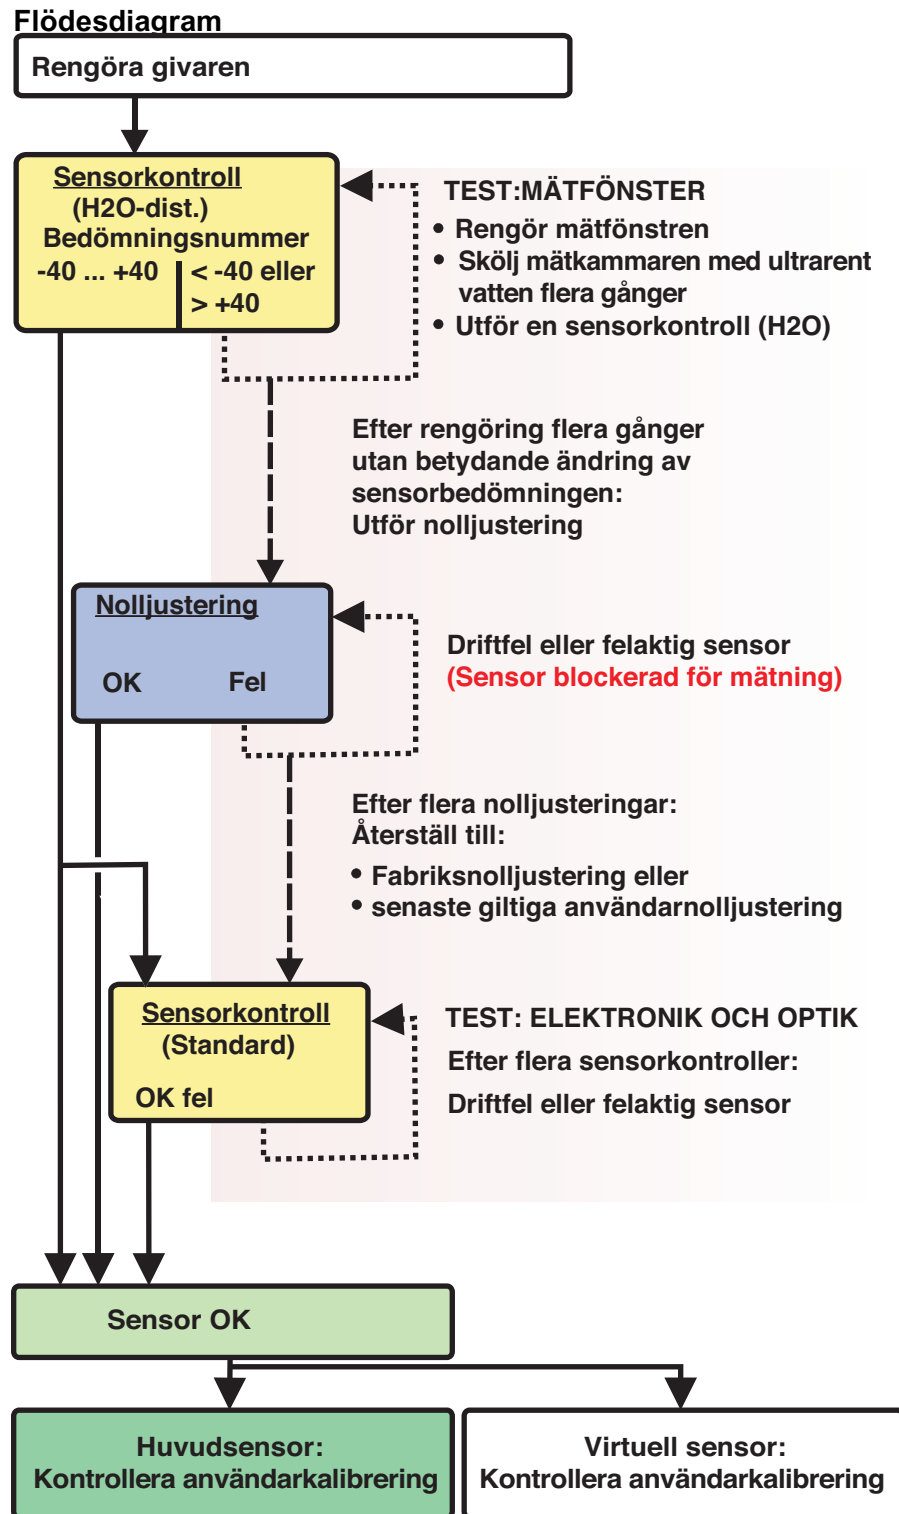 Flödesdiagram
Rengöra givaren
Sensorkontroll
(H2O-dist.)
Bedömningsnummer
-40 ... +40
< -40 eller
> +40
TEST:MÄTFÖNSTER
• Rengör mätfönstren
• Skölj mätkammaren med ultrarent
vatten flera gånger
• Utför en sensorkontroll (H2O)
Efter rengöring flera gånger
utan betydande ändring av
sensorbedömningen:
Utför nolljustering
Nolljustering
OK Fel
Driftfel eller felaktig sensor
(Sensor blockerad för mätning)
Efter flera nolljusteringar:
Återställ till:
• Fabriksnolljustering eller
• senaste giltiga användarnolljustering
Sensorkontroll
(Standard)
OK fel
TEST: ELEKTRONIK OCH OPTIK
Efter flera sensorkontroller:
Driftfel eller felaktig sensor
Sensor OK
Huvudsensor:
Kontrollera användarkalibrering
Virtuell sensor:
Kontrollera användarkalibrering